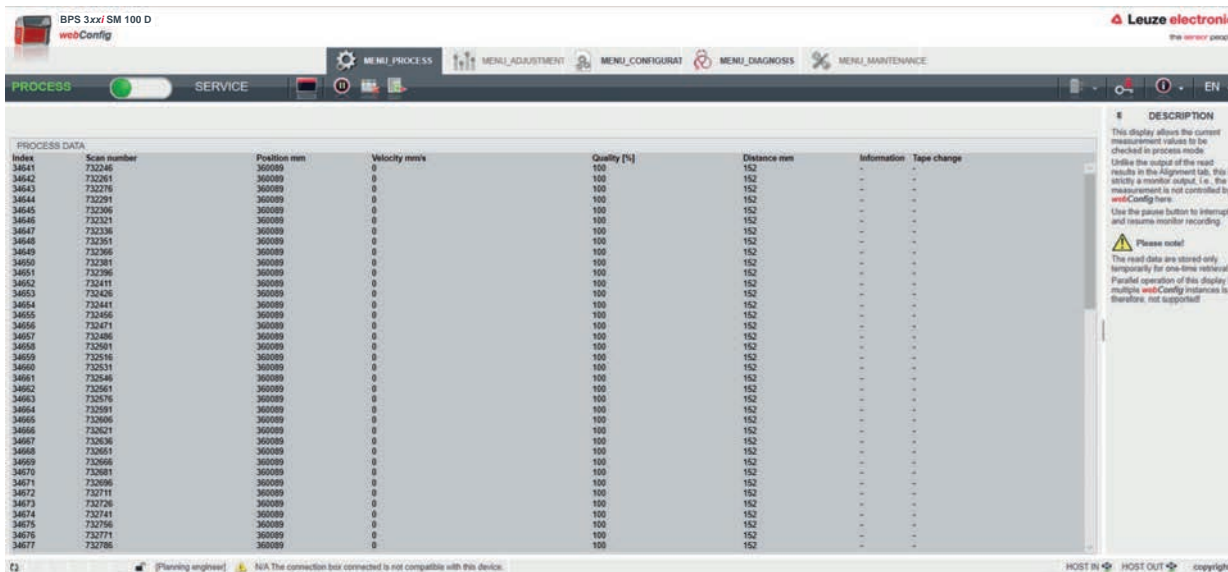 BPS 3xxi SM 100 D
webConfig
Leuze electronic
the sensor people
MENU_PROCESS
MENU_ADJUSTMENT
MENU_CONFIGURAT
MENU_DIAGNOSIS
MENU_MAINTENANCE
PROCESS
SERVICE
EN
PROCESS DATA
Index Scan number Position mm Velocity mm/s Quality [%] Distance mm Information Tape change
34641 732246 360089 0 100 152 - -
34642 732261 360089 0 100 152 - -
34643 732276 360089 0 100 152 - -
34644 732291 360089 0 100 152 - -
34645 732306 360089 0 100 152 - -
34646 732321 360089 0 100 152 - -
34647 732336 360089 0 100 152 - -
34648 732351 360089 0 100 152 - -
34649 732366 360089 0 100 152 - -
34650 732381 360089 0 100 152 - -
34651 732396 360089 0 100 152 - -
34652 732411 360089 0 100 152 - -
34653 732426 360089 0 100 152 - -
34654 732441 360089 0 100 152 - -
34655 732456 360089 0 100 152 - -
34656 732471 360089 0 100 152 - -
34657 732486 360089 0 100 152 - -
34658 732501 360089 0 100 152 - -
34659 732516 360089 0 100 152 - -
34660 732531 360089 0 100 152 - -
34661 732546 360089 0 100 152 - -
34662 732561 360089 0 100 152 - -
34663 732576 360089 0 100 152 - -
34664 732591 360089 0 100 152 - -
34665 732606 360089 0 100 152 - -
34666 732621 360089 0 100 152 - -
34667 732636 360089 0 100 152 - -
34668 732651 360089 0 100 152 - -
34669 732666 360089 0 100 152 - -
34670 732681 360089 0 100 152 - -
34671 732696 360089 0 100 152 - -
34672 732711 360089 0 100 152 - -
34673 732726 360089 0 100 152 - -
34674 732741 360089 0 100 152 - -
34675 732756 360089 0 100 152 - -
34676 732771 360089 0 100 152 - -
34677 732786 360089 0 100 152 - -
DESCRIPTION
This display allows the current
measurement values to be
checked in process mode.
Unlike the output of the read
results in the Alignment tab, this
strictly a monitor output, i.e., the
measurement is not controlled by
webConfig here.
Use the pause button to interrupt
and resume monitor recording.
Please note!
The read data are stored only
temporarily for one-time retrieval.
Parallel operation of this display
multiple webConfig instances is,
therefore, not supported!
[Planning engineer]
N/A The connection box connected is not compatible with this device.
HOST IN
HOST OUT
copyright